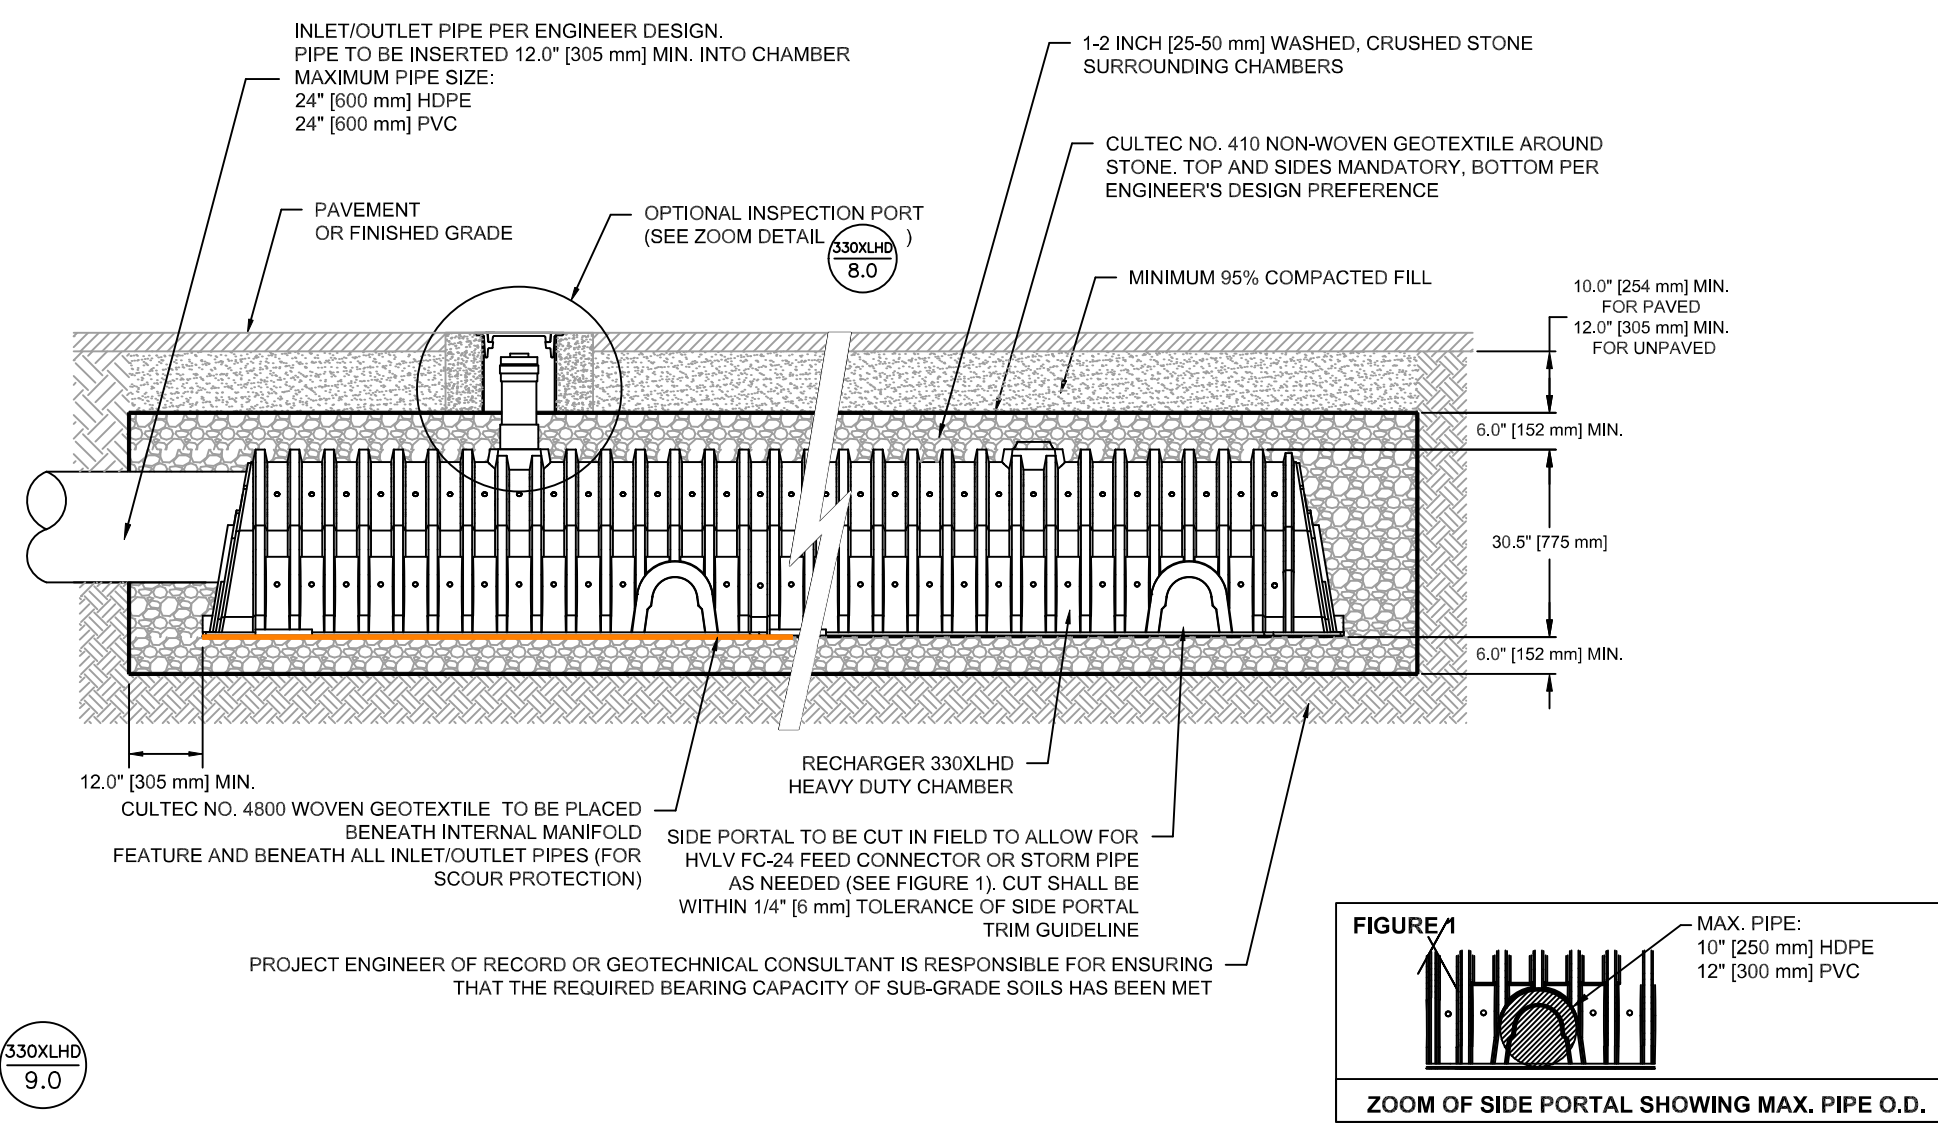 INLET/OUTLET PIPE PER ENGINEER DESIGN.
PIPE TO BE INSERTED 12.0" [305 mm] MIN. INTO CHAMBER
MAXIMUM PIPE SIZE:
24" [600 mm] HDPE
24" [600 mm] PVC
1-2 INCH [25-50 mm] WASHED, CRUSHED STONE
SURROUNDING CHAMBERS
CULTEC NO. 410 NON-WOVEN GEOTEXTILE AROUND
STONE. TOP AND SIDES MANDATORY, BOTTOM PER
ENGINEER'S DESIGN PREFERENCE
PAVEMENT
OR FINISHED GRADE
OPTIONAL INSPECTION PORT
(SEE ZOOM DETAIL )
330XLHD
8.0
MINIMUM 95% COMPACTED FILL
10.0" [254 mm] MIN.
FOR PAVED
12.0" [305 mm] MIN.
FOR UNPAVED
6.0" [152 mm] MIN.
30.5" [775 mm]
6.0" [152 mm] MIN.
12.0" [305 mm] MIN.
CULTEC NO. 4800 WOVEN GEOTEXTILE TO BE PLACED
BENEATH INTERNAL MANIFOLD
FEATURE AND BENEATH ALL INLET/OUTLET PIPES (FOR
SCOUR PROTECTION)
RECHARGER 330XLHD
HEAVY DUTY CHAMBER
SIDE PORTAL TO BE CUT IN FIELD TO ALLOW FOR
HVLV FC-24 FEED CONNECTOR OR STORM PIPE
AS NEEDED (SEE FIGURE 1). CUT SHALL BE
WITHIN 1/4" [6 mm] TOLERANCE OF SIDE PORTAL
TRIM GUIDELINE
PROJECT ENGINEER OF RECORD OR GEOTECHNICAL CONSULTANT IS RESPONSIBLE FOR ENSURING
THAT THE REQUIRED BEARING CAPACITY OF SUB-GRADE SOILS HAS BEEN MET
330XLHD
9.0
FIGURE 1
MAX. PIPE:
10" [250 mm] HDPE
12" [300 mm] PVC
ZOOM OF SIDE PORTAL SHOWING MAX. PIPE O.D.